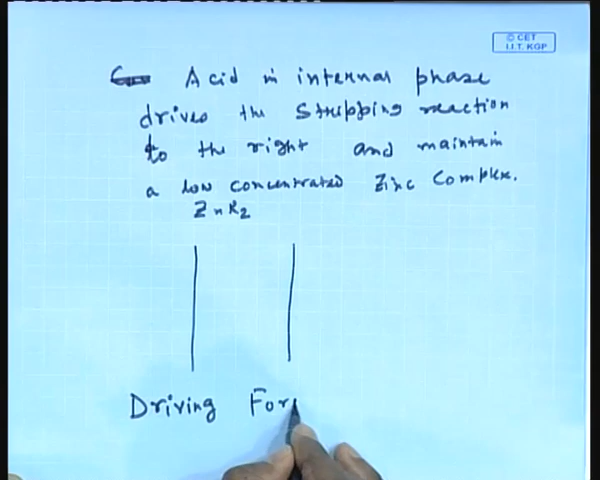 © CET
I.I.T. KGP
Acid in internal phase
drives the stripping reaction
to the right and maintain
a low concentrated Zinc Complex.
ZnR2
Driving For